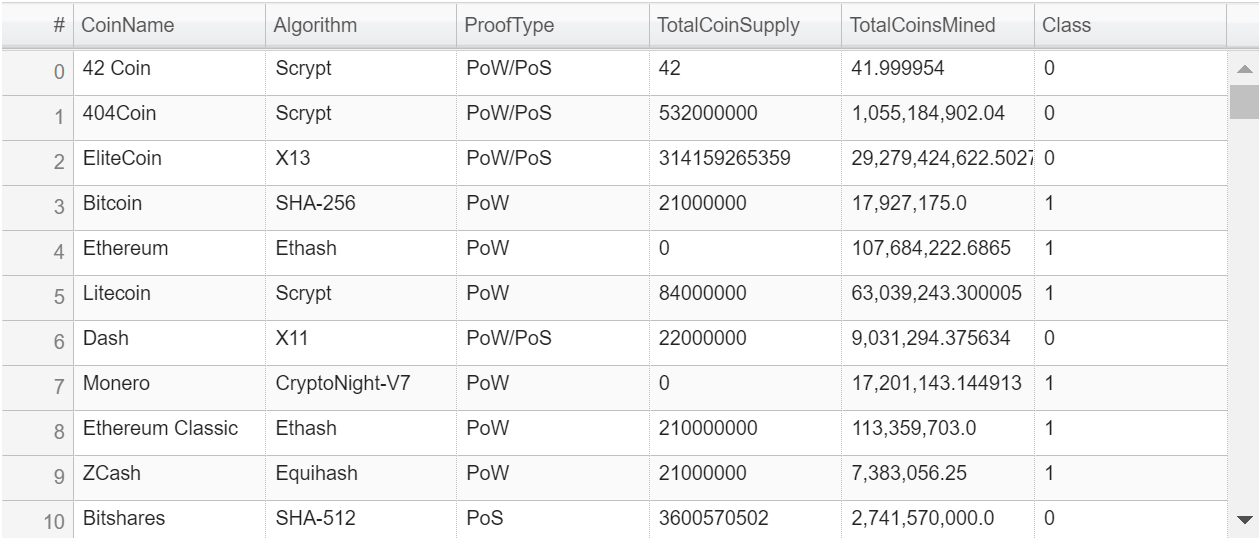 # CoinName Algorithm ProofType TotalCoinSupply TotalCoinsMined Class
0 42 Coin Scrypt PoW/PoS 42 41.999954 0
1 404Coin Scrypt PoW/PoS 532000000 1,055,184,902.04 0
2 EliteCoin X13 PoW/PoS 314159265359 29,279,424,622.5027 0
3 Bitcoin SHA-256 PoW 21000000 17,927,175.0 1
4 Ethereum Ethash PoW 0 107,684,222.6865 1
5 Litecoin Scrypt PoW 84000000 63,039,243.300005 1
6 Dash X11 PoW/PoS 22000000 9,031,294.375634 0
7 Monero CryptoNight-V7 PoW 0 17,201,143.144913 1
8 Ethereum Classic Ethash PoW 210000000 113,359,703.0 1
9 ZCash Equihash PoW 21000000 7,383,056.25 1
10 Bitshares SHA-512 PoS 3600570502 2,741,570,000.0 0